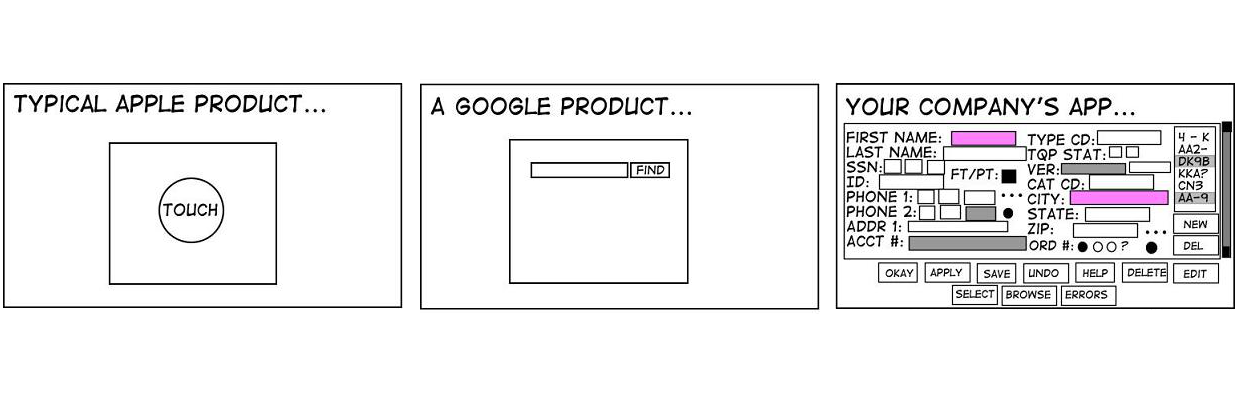 TYPICAL APPLE PRODUCT...
TOUCH
A GOOGLE PRODUCT...
FIND
YOUR COMPANY'S APP...
FIRST NAME:
LAST NAME:
SSN:
ID:
FT/PT:
PHONE 1:
PHONE 2:
ADDR 1:
ACCT #:
TYPE CD:
TQP STAT:
VER:
CAT CD:
...
CITY:
STATE:
ZIP:
...
ORD #:
?
4 - K
AA2-
DK9B
KKA?
CN3
AA-9
NEW
DEL
OKAY APPLY SAVE UNDO HELP DELETE EDIT
SELECT BROWSE ERRORS